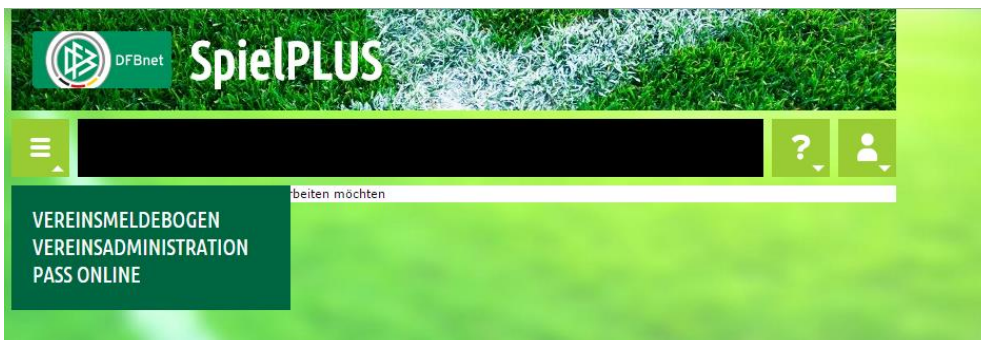 DFBnet
SpielPLUS
?
rbeiten möchten
VEREINSMELDEBOGEN
VEREINSADMINISTRATION
PASS ONLINE